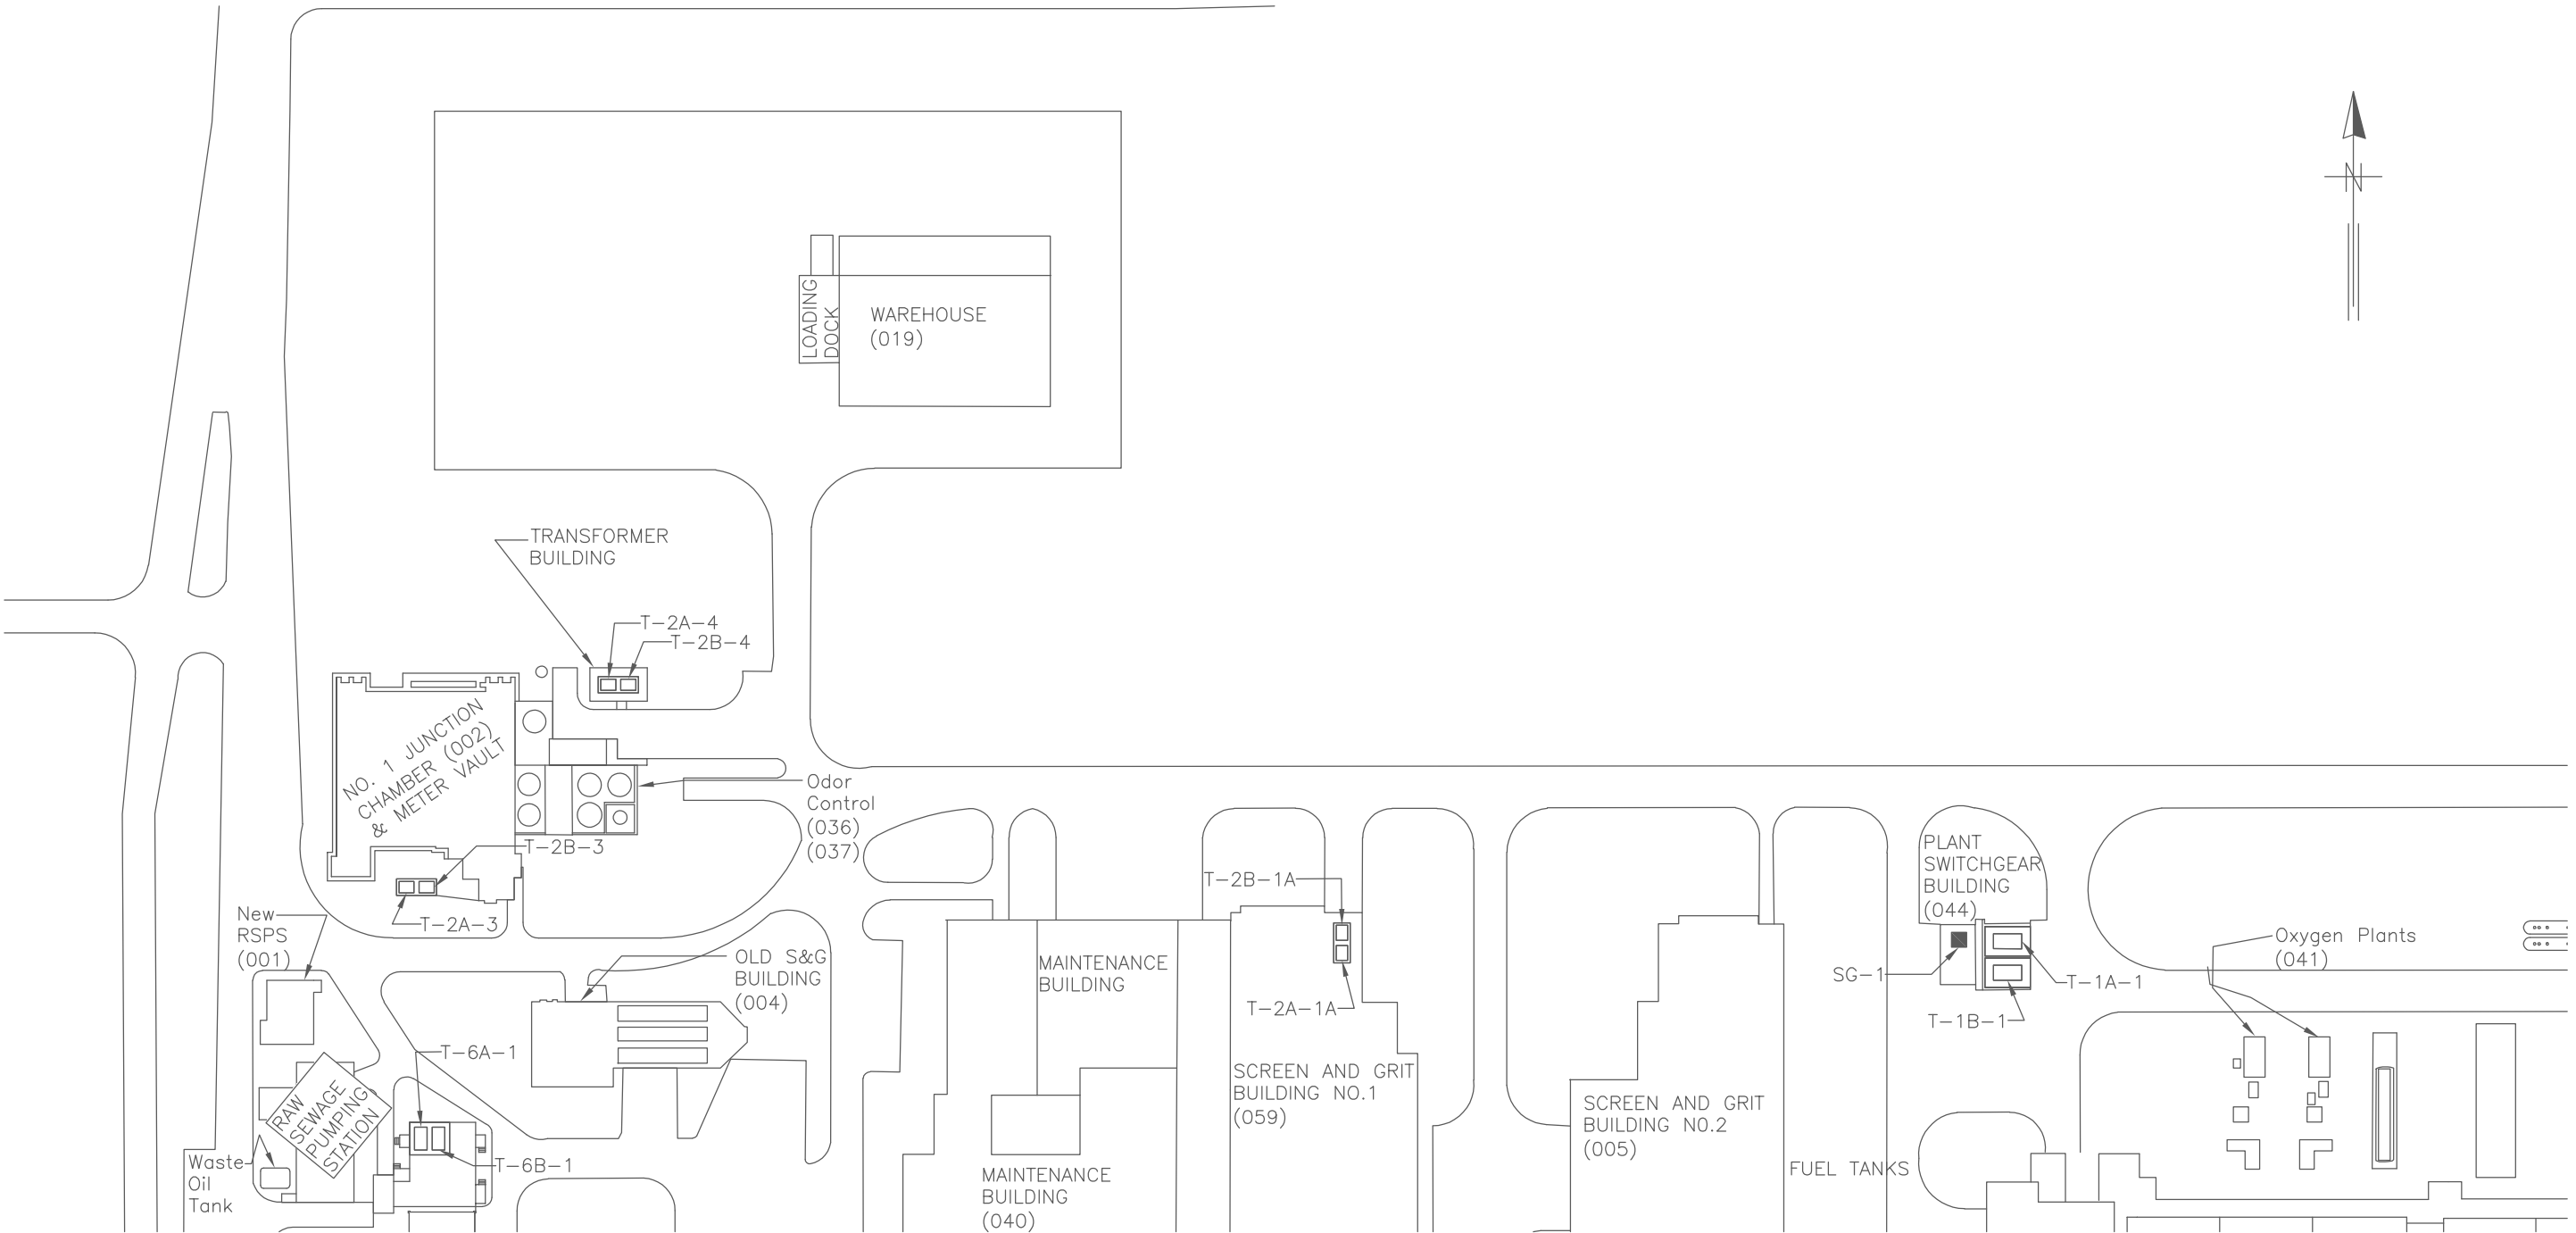 N
LOADING
DOCK
WAREHOUSE
(019)
TRANSFORMER
BUILDING
T-2A-4
T-2B-4
NO. 1 JUNCTION
CHAMBER (002)
& METER VAULT
Odor
Control
(036)
(037)
T-2B-3
T-2A-3
New
RSPS
(001)
OLD S&G
BUILDING
(004)
T-6A-1
RAW
SEWAGE
PUMPING
STATION
T-6B-1
Waste
Oil
Tank
MAINTENANCE
BUILDING
MAINTENANCE
BUILDING
(040)
T-2B-1A
T-2A-1A
SCREEN AND GRIT
BUILDING NO.1
(059)
SCREEN AND GRIT
BUILDING NO.2
(005)
FUEL TANKS
PLANT
SWITCHGEAR
BUILDING
(044)
SG-1
T-1A-1
T-1B-1
Oxygen Plants
(041)